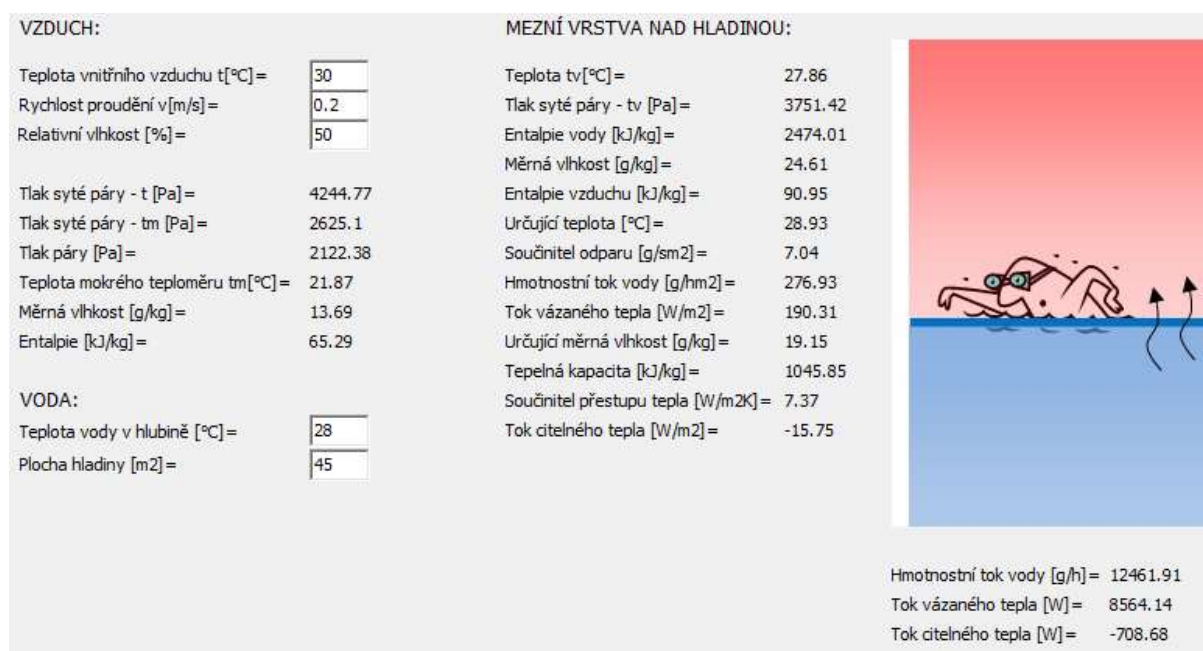 VZDUCH:
Teplota vnitřního vzduchu t[°C]= 30
Rychlost proudění v[m/s]= 0.2
Relativní vlhkost [%]= 50
Tlak syté páry - t [Pa]= 4244.77
Tlak syté páry - tm [Pa]= 2625.1
Tlak páry [Pa]= 2122.38
Teplota mokrého teploměru tm[°C]= 21.87
Měrná vlhkost [g/kg]= 13.69
Entalpie [kJ/kg]= 65.29
VODA:
Teplota vody v hlubině [°C]= 28
Plocha hladiny [m2]= 45
MEZNÍ VRSTVA NAD HLADINOU:
Teplota tv[°C]= 27.86
Tlak syté páry - tv [Pa]= 3751.42
Entalpie vody [kJ/kg]= 2474.01
Měrná vlhkost [g/kg]= 24.61
Entalpie vzduchu [kJ/kg]= 90.95
Určující teplota [°C]= 28.93
Součinitel odparu [g/sm2]= 7.04
Hmotnostní tok vody [g/hm2]= 276.93
Tok vázaného tepla [W/m2]= 190.31
Určující měrná vlhkost [g/kg]= 19.15
Tepelná kapacita [kJ/kg]= 1045.85
Součinitel přestupu tepla [W/m2K]= 7.37
Tok citelného tepla [W/m2]= -15.75
Hmotnostní tok vody [g/h]= 12461.91
Tok vázaného tepla [W]= 8564.14
Tok citelného tepla [W]= -708.68